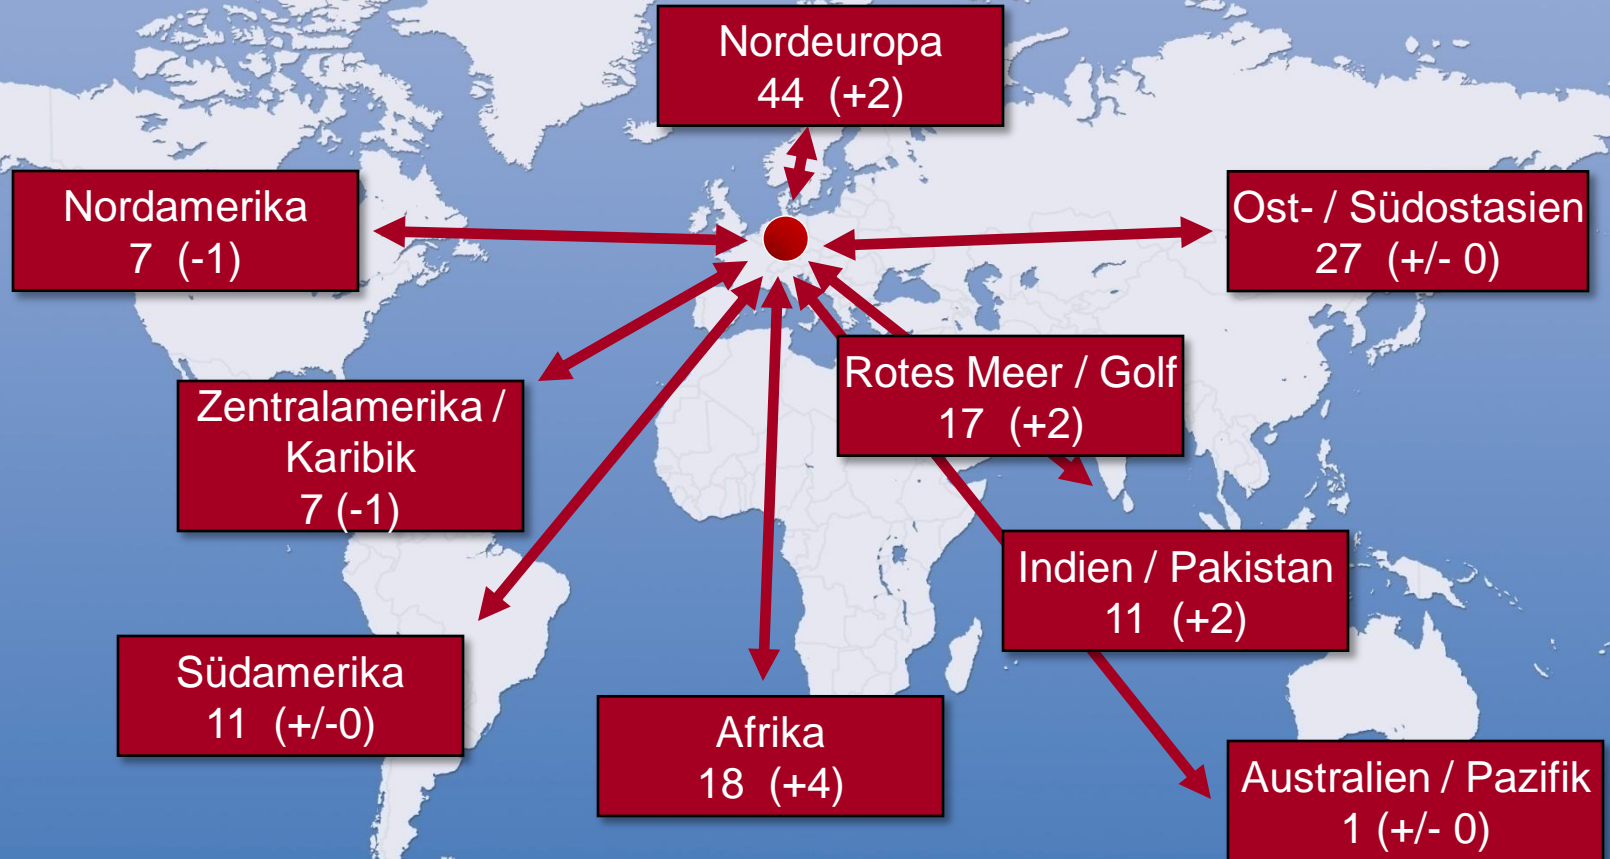 Nordeuropa
44 (+2)
Nordamerika
7 (-1)
Ost- / Südostasien
27 (+/- 0)
Rotes Meer / Golf
17 (+2)
Zentralamerika /
Karibik
7 (-1)
Indien / Pakistan
11 (+2)
Südamerika
11 (+/-0)
Afrika
18 (+4)
Australien / Pazifik
1 (+/- 0)